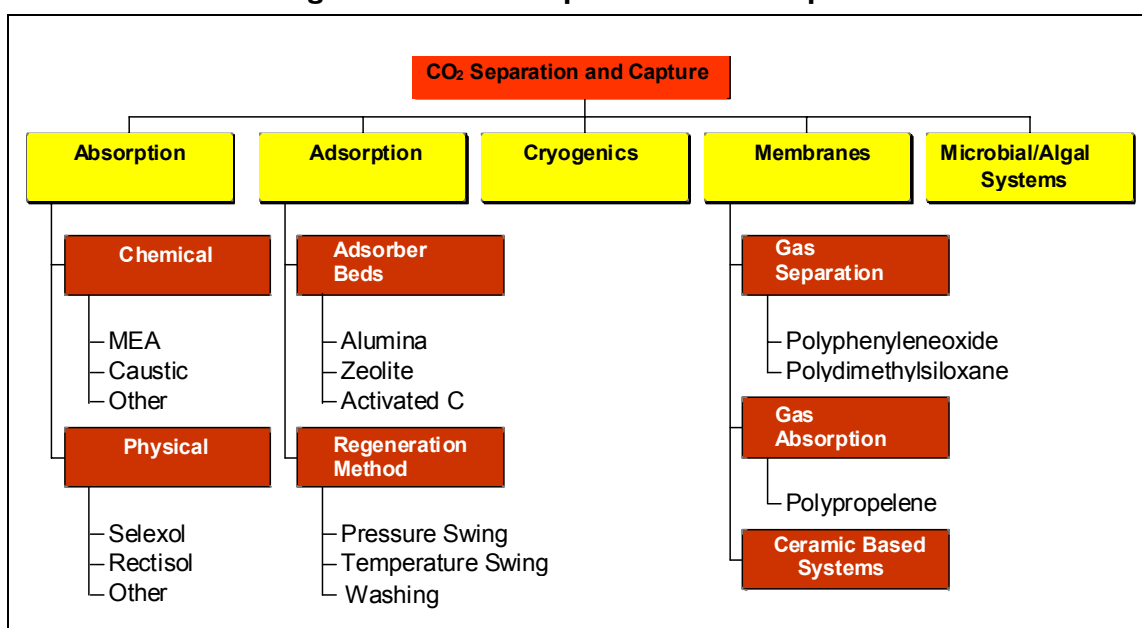 CO₂ Separation and Capture
Absorption
Adsorption
Cryogenics
Membranes
Microbial/Algal
Systems
Chemical
MEA
Caustic
Other
Physical
Selexol
Rectisol
Other
Adsorber
Beds
Alumina
Zeolite
Activated C
Regeneration
Method
Pressure Swing
Temperature Swing
Washing
Gas
Separation
Polyphenyleneoxide
Polydimethylsiloxane
Gas
Absorption
Polypropelene
Ceramic Based
Systems